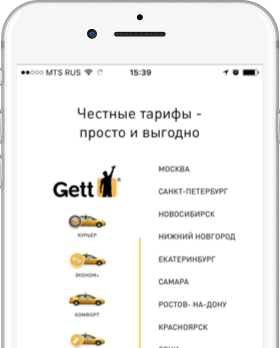 MTS RUS 15:39
Честные тарифы -
просто и выгодно
Gett
МОСКВА
САНКТ-ПЕТЕРБУРГ
НОВОСИБИРСК
НИЖНИЙ НОВГОРОД
ЕКАТЕРИНБУРГ
САМАРА
РОСТОВ- НА-ДОНУ
КРАСНОЯРСК
КУРЬЕР
ЭКОНОМ+
КОМФОРТ